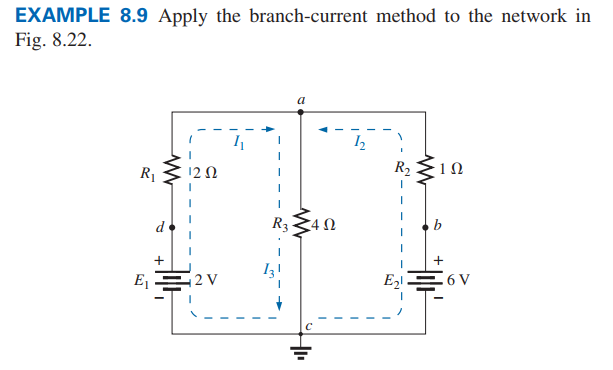 EXAMPLE 8.9 Apply the branch-current method to the network in
Fig. 8.22.
a
I1 I2
R1 2 Ω R2 1 Ω
d R3 4 Ω b
+ +
I3
E1 2 V E2 6 V
– –
c